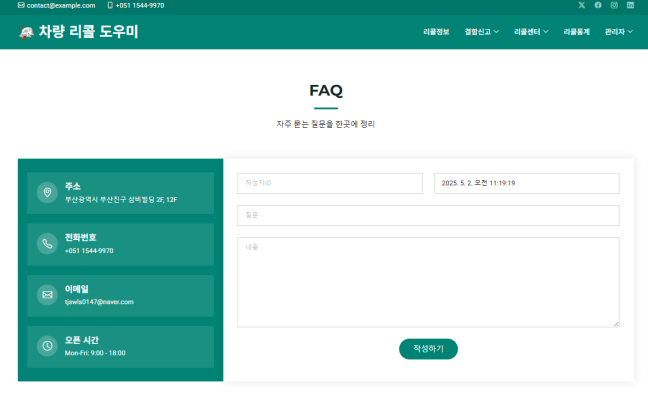 contact@example.com +051 1544-9970
차량 리콜 도우미
리콜정보 결함신고 리콜센터 리콜통계 관리자
FAQ
자주 묻는 질문을 한곳에 정리
주소
부산광역시 부산진구 삼비빌딩 2F, 12F
전화번호
+051 1544-9970
이메일
tjswls0147@naver.com
오픈 시간
Mon-Fri: 9:00 - 18:00
작성자ID
2025. 5. 2. 오전 11:19:19
질문
내용
작성하기